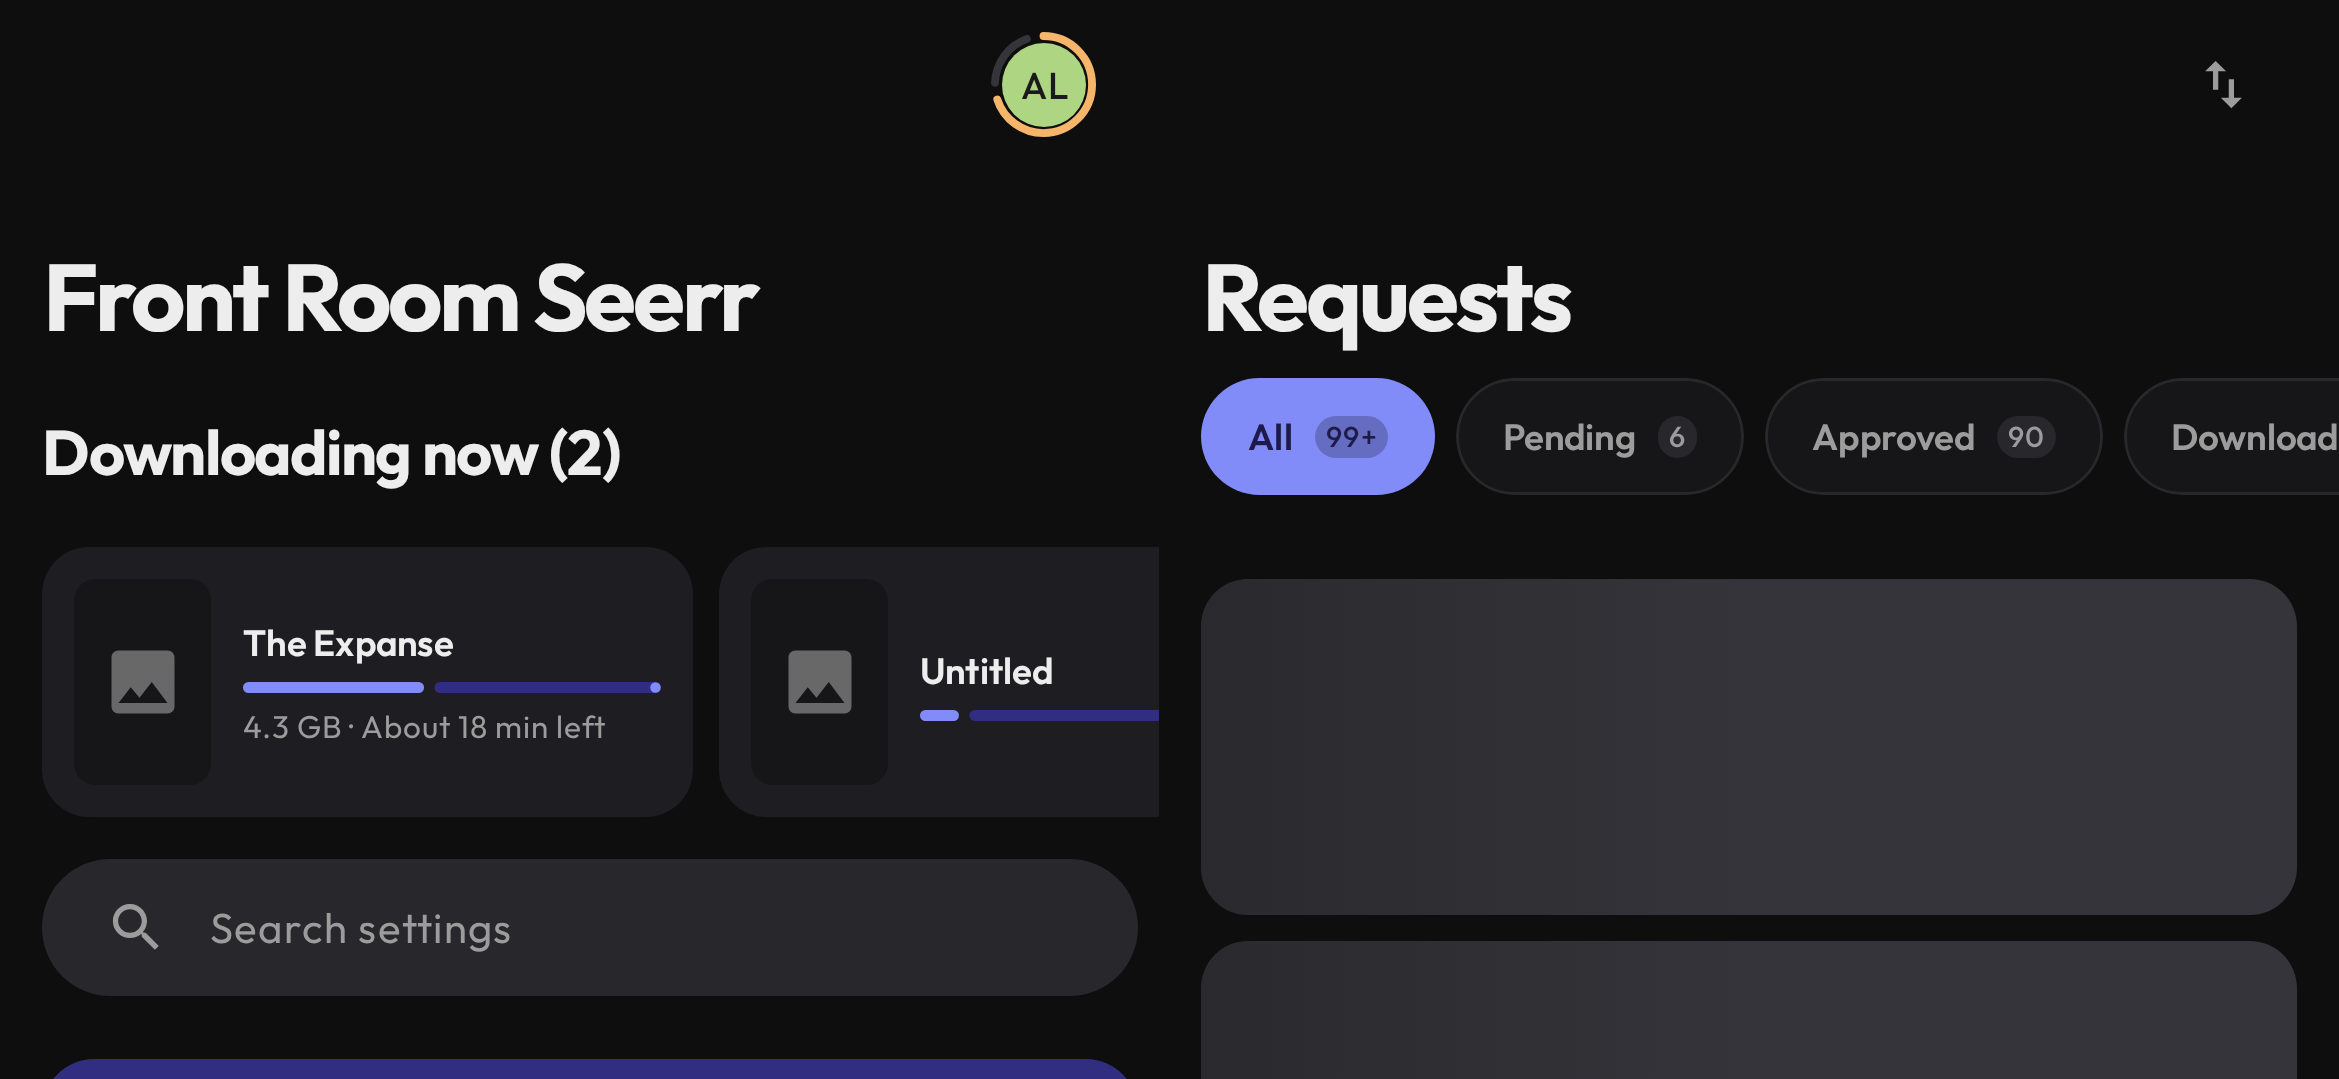 AL
Front Room Seerr
Downloading now (2)
The Expanse
4.3 GB · About 18 min left
Untitled
Search settings
Requests
All 99+
Pending 6
Approved 90
Download